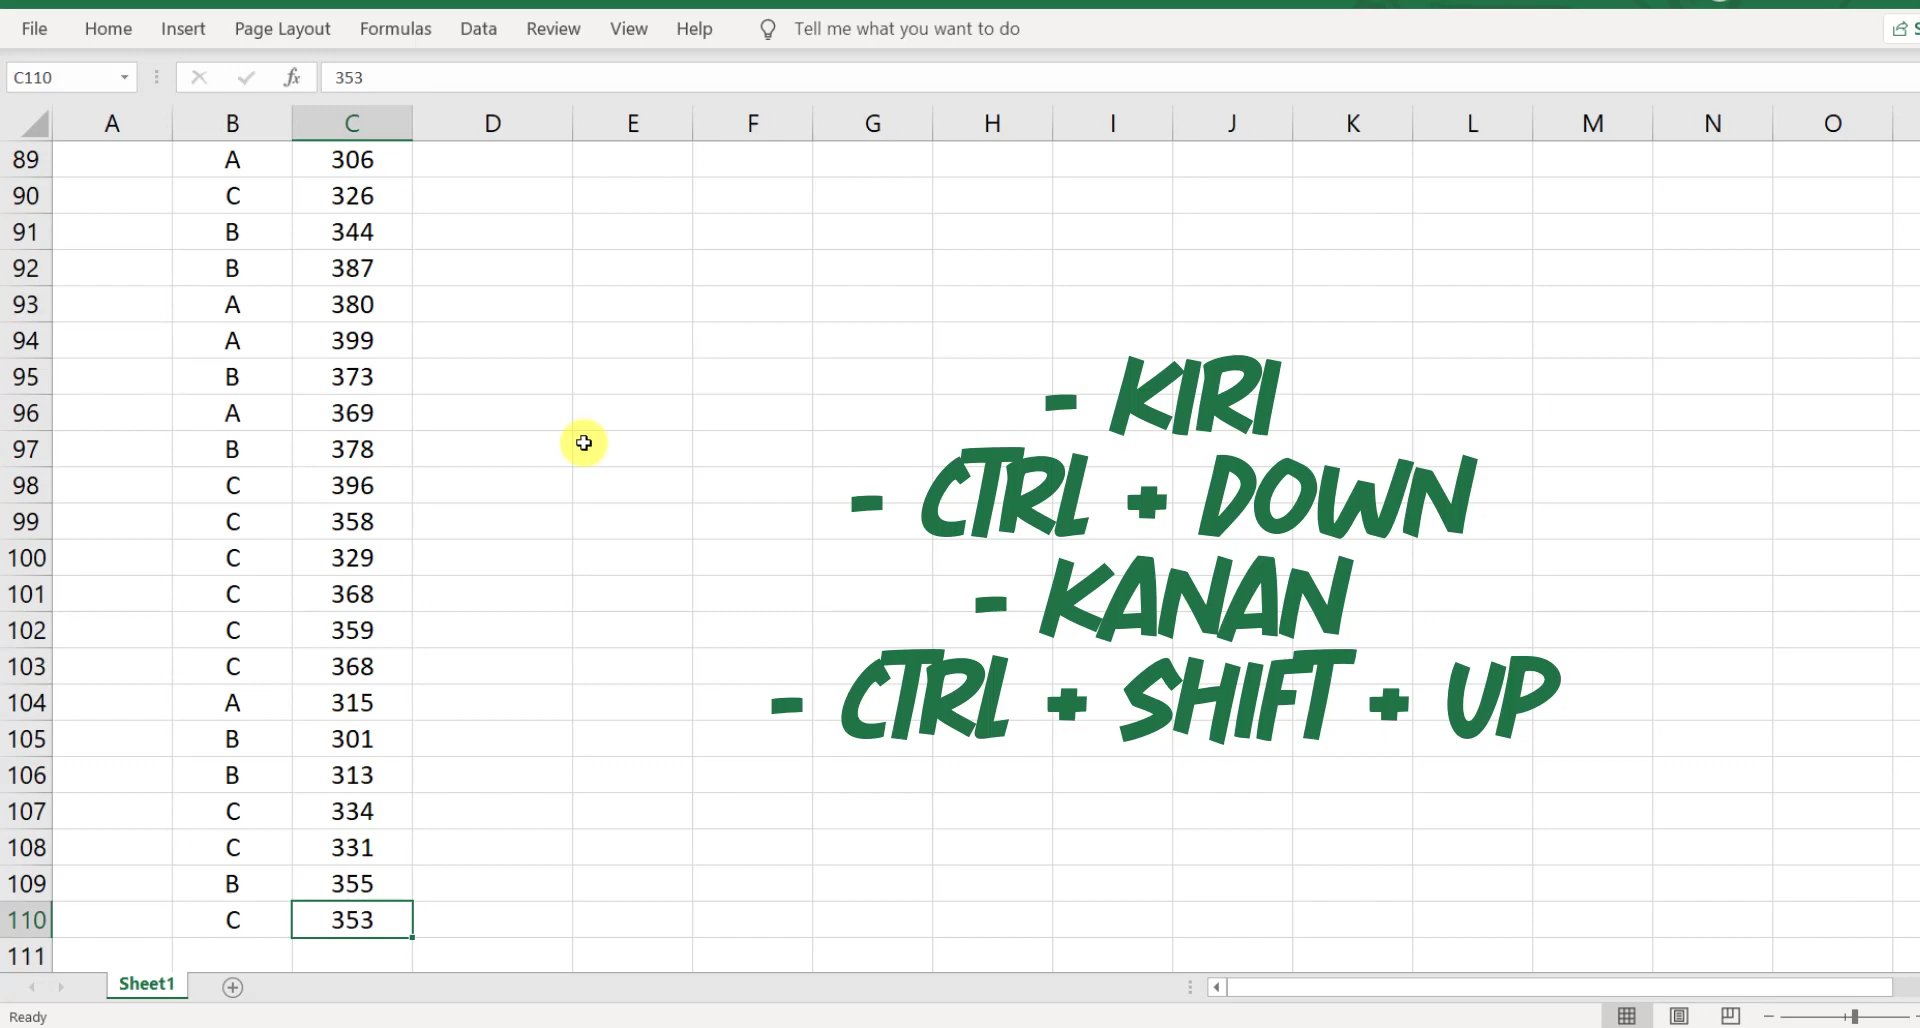 File Home Insert Page Layout Formulas Data Review View Help Tell me what you want to do
C110 fx 353
A B C D E F G H I J K L M N O
89 A 306
90 C 326
91 B 344
92 B 387
93 A 380
94 A 399
95 B 373
96 A 369
97 B 378
98 C 396
99 C 358
100 C 329
101 C 368
102 C 359
103 C 368
104 A 315
105 B 301
106 B 313
107 C 334
108 C 331
109 B 355
110 C 353
111
- KIRI
- CTRL + DOWN
- KANAN
- CTRL + SHIFT + UP
Sheet1
Ready